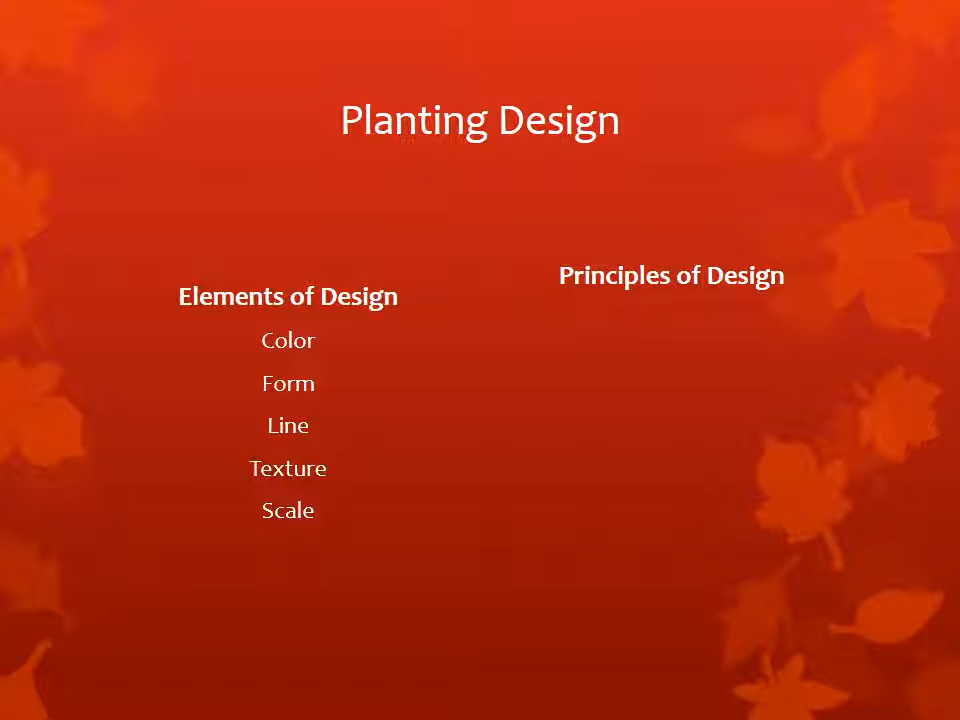 Planting Design
Elements of Design
Color
Form
Line
Texture
Scale
Principles of Design